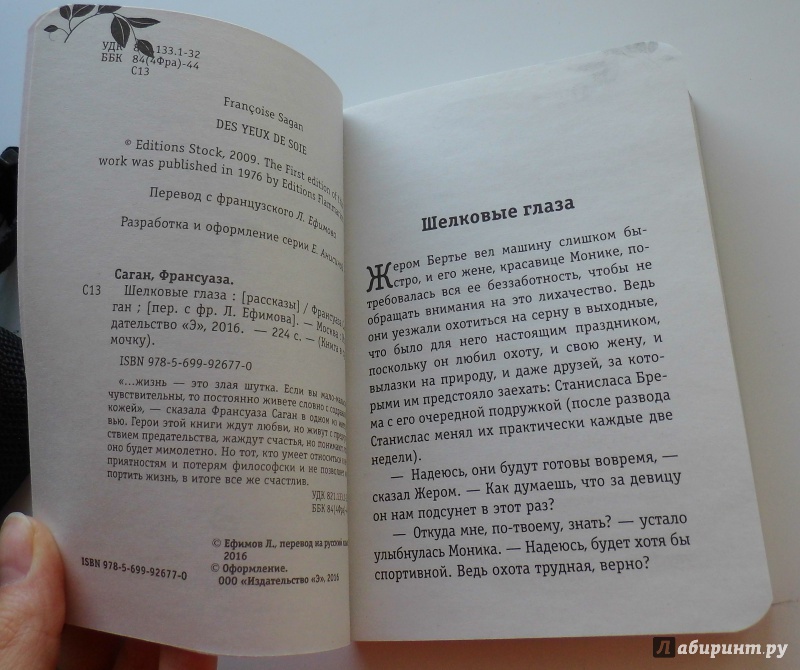 УДК 133.1-32
ББК 84(4Фра)-44
С13
Françoise Sagan
DES YEUX DE SOIE
© Editions Stock, 2009. The First edition of
work was published in 1976 by Editions
Перевод с французского Л. Ефимова
Разработка и оформление серии Е.
Саган, Франсуаза.
С13 Шелковые глаза : [рассказы] / Франсуаза
ган ; [пер. с фр. Л. Ефимова]. — Москва :
дательство «Э», 2016. — 224 с. — (Книга
мочку).
ISBN 978-5-699-92677-0
«…жизнь — это злая шутка. Если вы
чувствительны, то постоянно живете словно с
кожей», — сказала Франсуаза Саган в одном из
вью. Герои этой книги ждут любви, но живут с
ствием предательства, жаждут счастья, но понимают,
оно будет мимолетно. Но тот, кто умеет относиться
приятностям и потерям философски и не позволяет
портить жизнь, в итоге все же счастлив.
УДК
ББК
© Ефимов Л., перевод на русский
2016
© Оформление.
ООО «Издательство «Э», 2016
ISBN 978-5-699-92677-0
Шелковые глаза
Жером Бертье вел машину слишком бы-
стро, и его жене, красавице Монике, по-
требовалась вся ее беззаботность, чтобы не
обращать внимания на это лихачество. Ведь
они уезжали охотиться на серну в выходные,
что было для него настоящим праздником,
поскольку он любил охоту, и свою жену, и
вылазки на природу, и даже друзей, за кото-
рыми им предстояло заехать: Станисласа Бре-
ма с его очередной подружкой (после развода
Станислас менял их практически каждые две
недели).
— Надеюсь, они будут готовы вовремя, —
сказал Жером. — Как думаешь, что за девицу
он нам подсунет в этот раз?
— Откуда мне, по-твоему, знать? — устало
улыбнулась Моника. — Надеюсь, будет хотя бы
спортивной. Ведь охота трудная, верно?
Лабиринт.ру